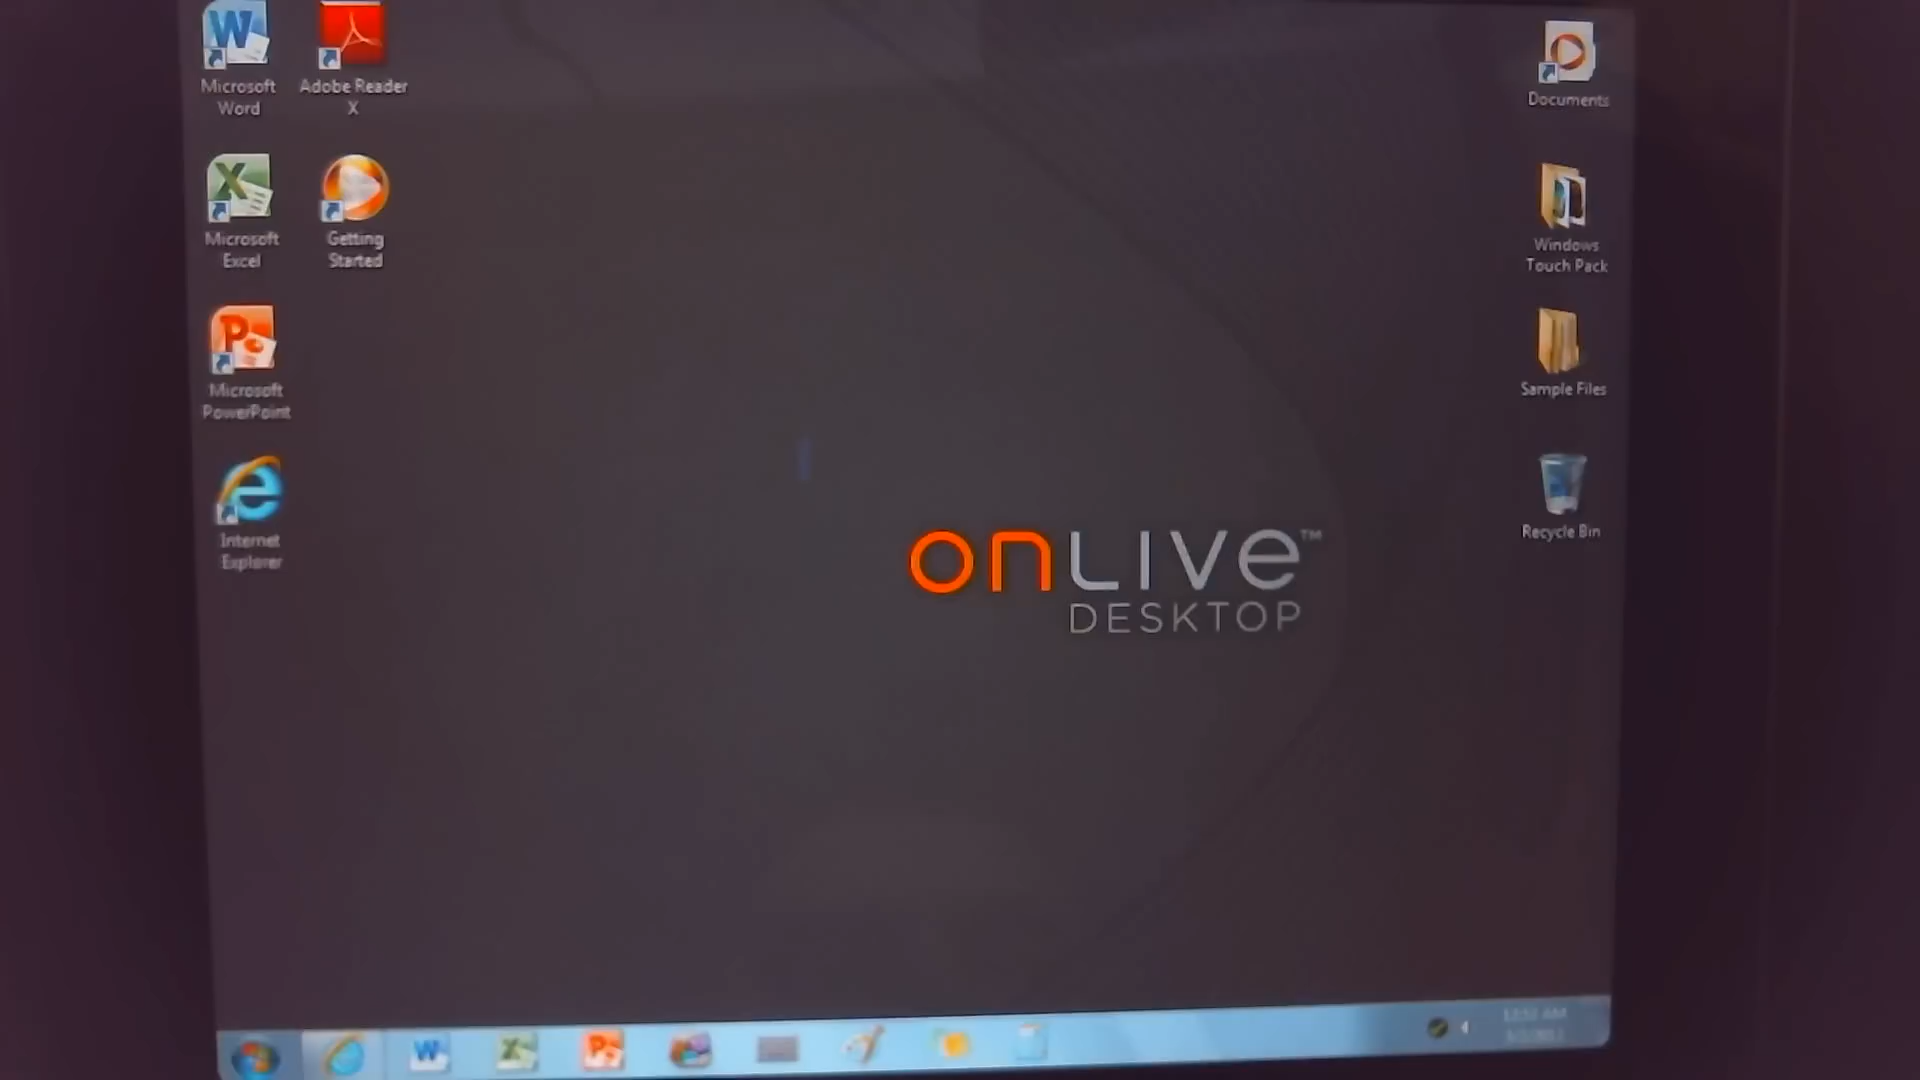 Microsoft
Word
Adobe Reader
X
Documents
Microsoft
Excel
Getting
Started
Windows
Touch Pack
Microsoft
PowerPoint
Sample Files
Internet
Explorer
Recycle Bin
onLIVe™
DESKTOP